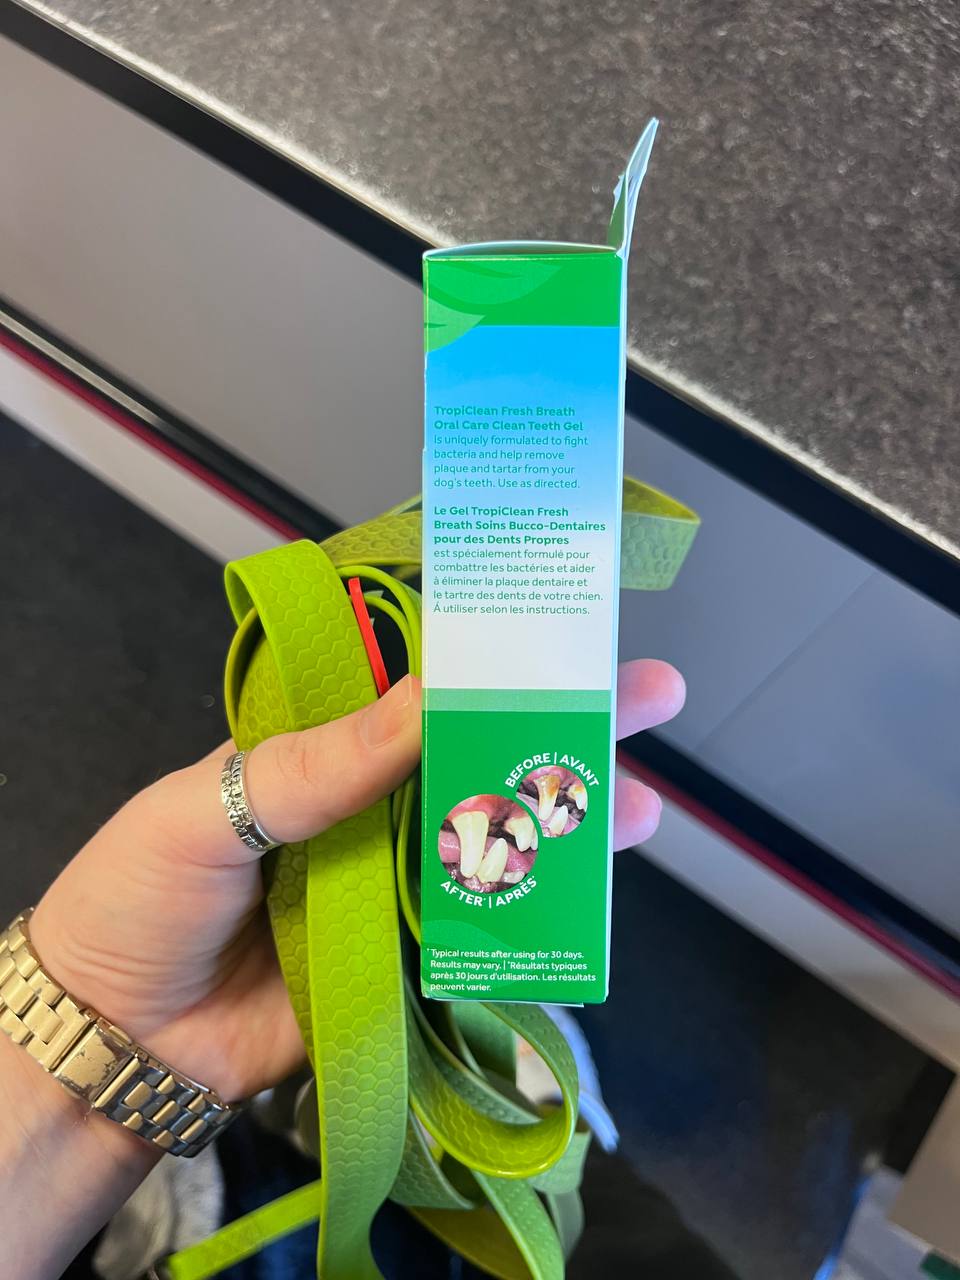 TropiClean Fresh Breath
Oral Care Clean Teeth Gel
is uniquely formulated to fight
bacteria and help remove
plaque and tartar from your
dog's teeth. Use as directed.
Le Gel TropiClean Fresh
Breath Soins Bucco-Dentaires
pour des Dents Propres
est spécialement formulé pour
combattre les bactéries et aider
à éliminer la plaque dentaire et
le tartre des dents de votre chien.
Á utiliser selon les instructions.
BEFORE | AVANT
AFTER* | APRÈS*
*Typical results after using for 30 days.
Results may vary. | *Résultats typiques
après 30 jours d'utilisation. Les résultats
peuvent varier.